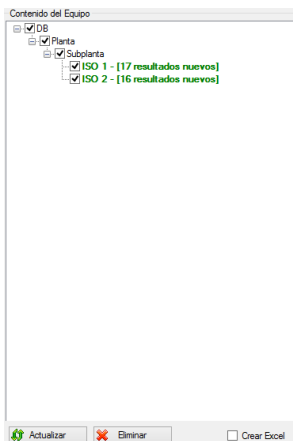 Contenido del Equipo
DB
Planta
Subplanta
ISO 1 - [17 resultados nuevos]
ISO 2 - [16 resultados nuevos]
Actualizar Eliminar Crear Excel